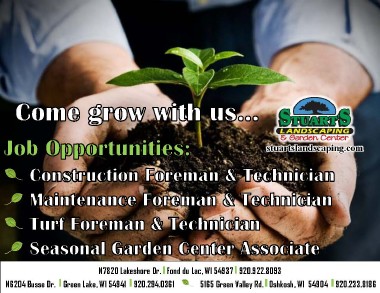 Come grow with us...
STUART'S
LANDSCAPING
& Garden Center
stuartslandscaping.com
Job Opportunities:
Construction Foreman & Technician
Maintenance Foreman & Technician
Turf Foreman & Technician
Seasonal Garden Center Associate
N7820 Lakeshore Dr. | Fond du Lac, WI 54937 | 920.922.8093
N6204 Busse Dr. | Green Lake, WI 54941 | 920.294.0361 5165 Green Valley Rd. | Oshkosh, WI 54904 | 920.233.0186